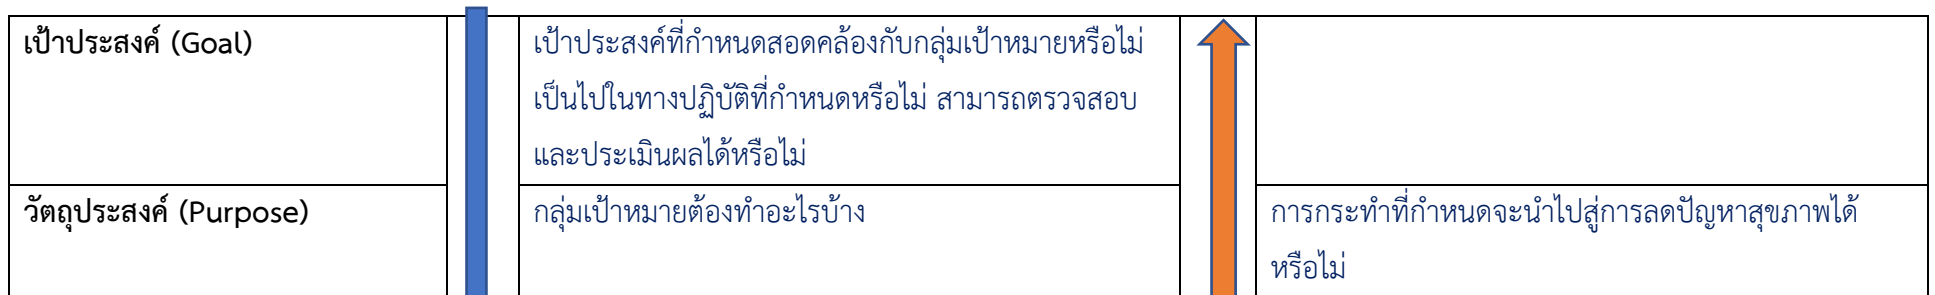 เป้าประสงค์ (Goal)
เป้าประสงค์ที่กำหนดสอดคล้องกับกลุ่มเป้าหมายหรือไม่
เป็นไปในทางปฏิบัติที่กำหนดหรือไม่ สามารถตรวจสอบ
และประเมินผลได้หรือไม่
วัตถุประสงค์ (Purpose)
กลุ่มเป้าหมายต้องทำอะไรบ้าง
การกระทำที่กำหนดจะนำไปสู่การลดปัญหาสุขภาพได้
หรือไม่